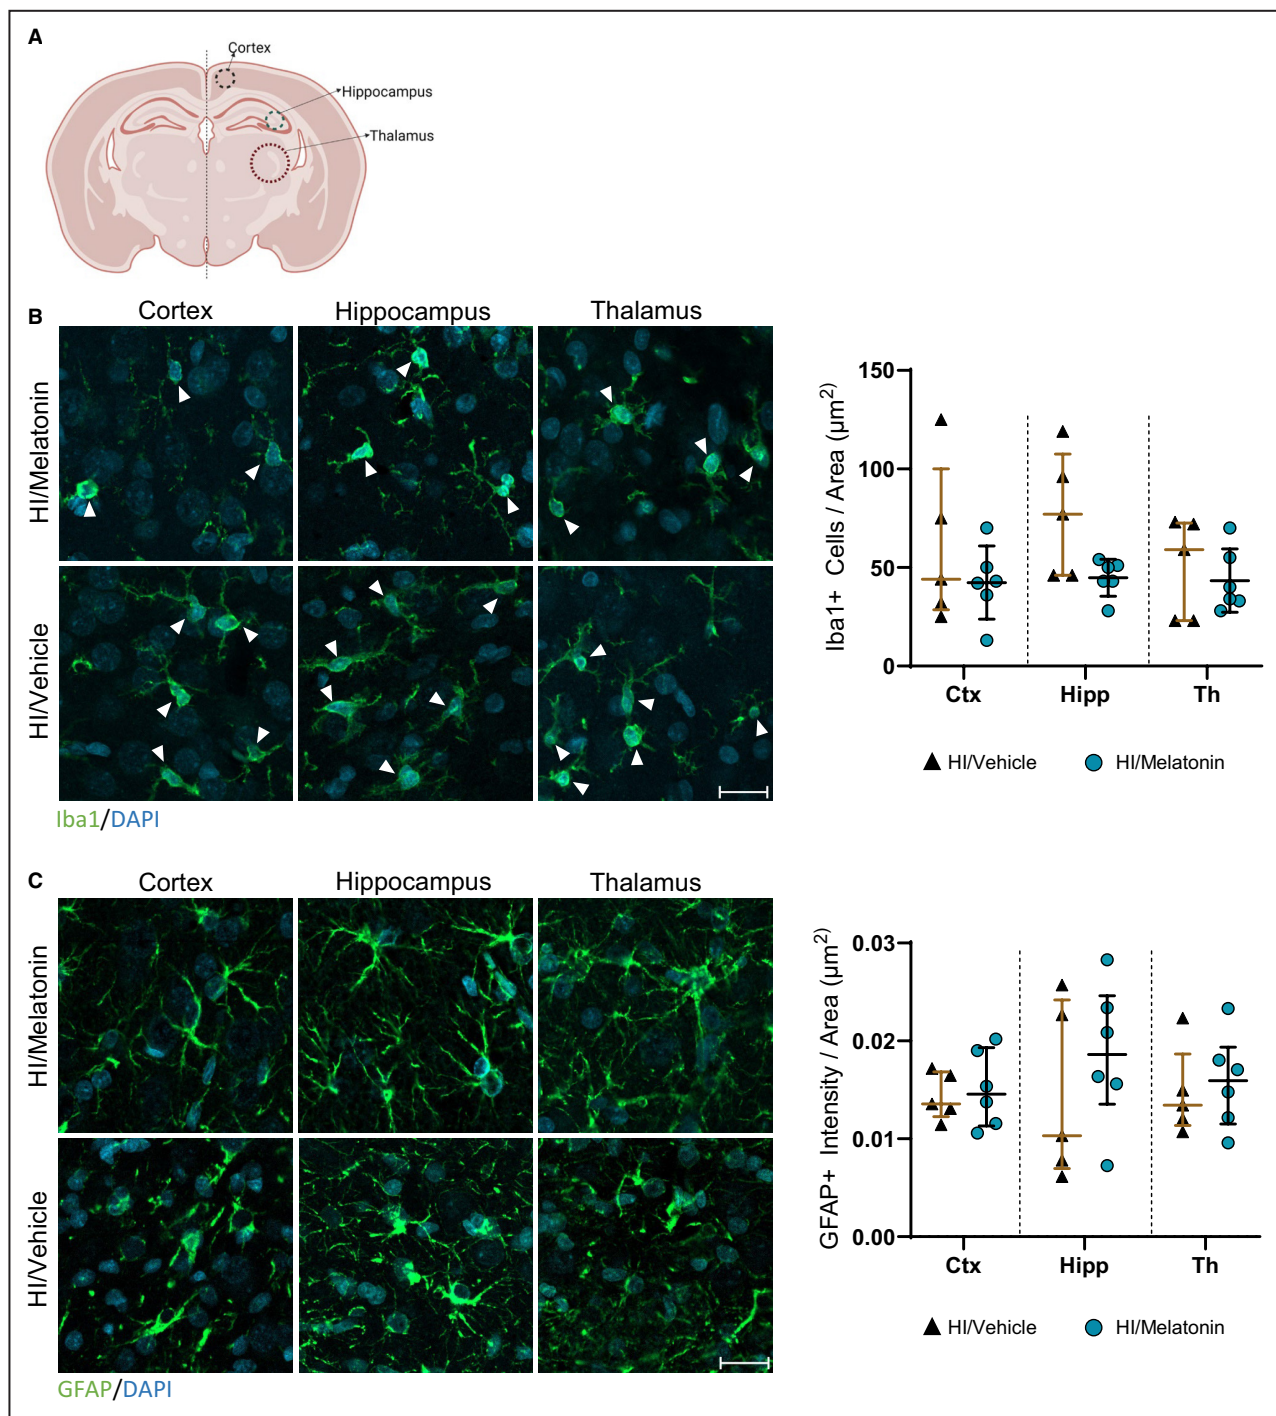 A
Cortex
Hippocampus
Thalamus
B
Cortex Hippocampus Thalamus
HI/Melatonin
HI/Vehicle
Iba1/DAPI
Iba1+ Cells / Area (µm²)
150
100
50
0
Ctx Hipp Th
HI/Vehicle HI/Melatonin
C
Cortex Hippocampus Thalamus
HI/Melatonin
HI/Vehicle
GFAP/DAPI
GFAP+ Intensity / Area (µm²)
0.03
0.02
0.01
0.00
Ctx Hipp Th
HI/Vehicle HI/Melatonin